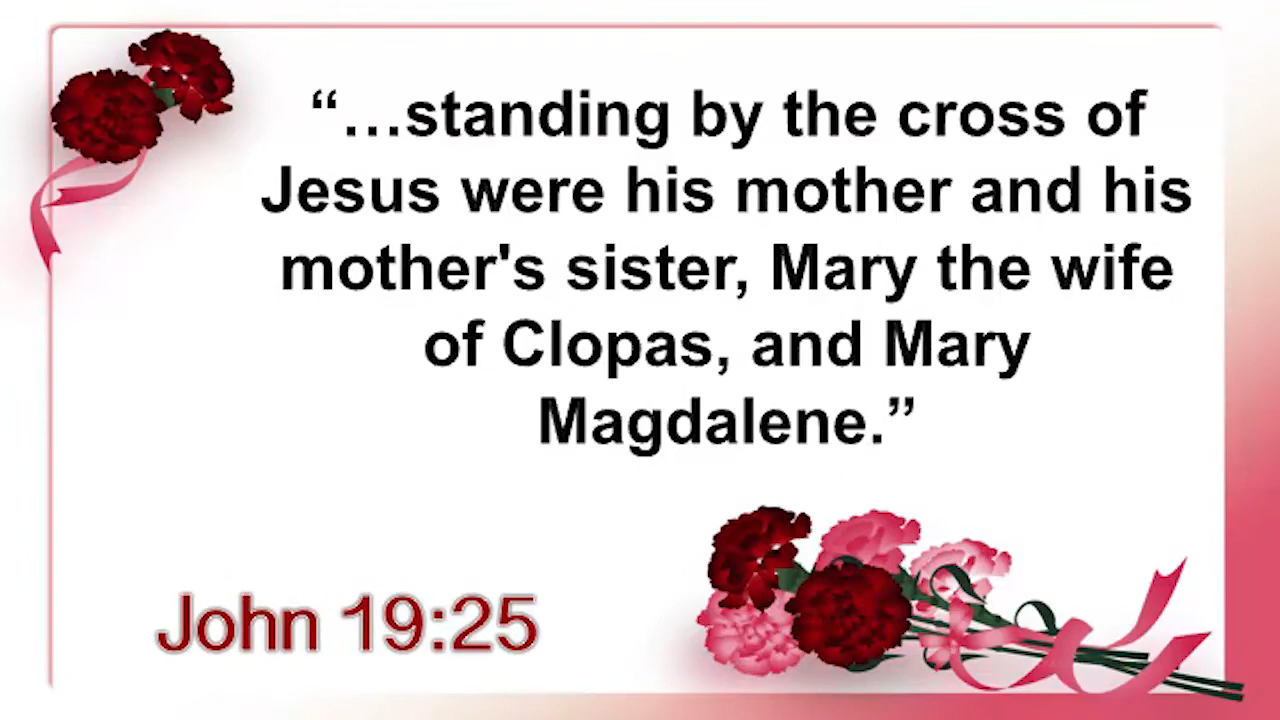 “…standing by the cross of
Jesus were his mother and his
mother's sister, Mary the wife
of Clopas, and Mary
Magdalene.”
John 19:25